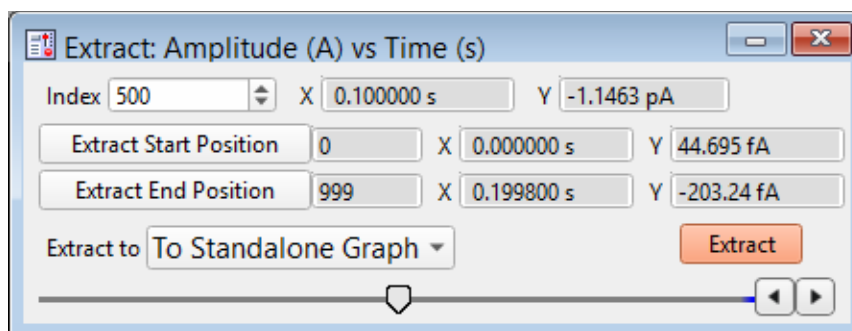 Extract: Amplitude (A) vs Time (s)
Index 500 X 0.100000 s Y -1.1463 pA
Extract Start Position 0 X 0.000000 s Y 44.695 fA
Extract End Position 999 X 0.199800 s Y -203.24 fA
Extract to To Standalone Graph Extract